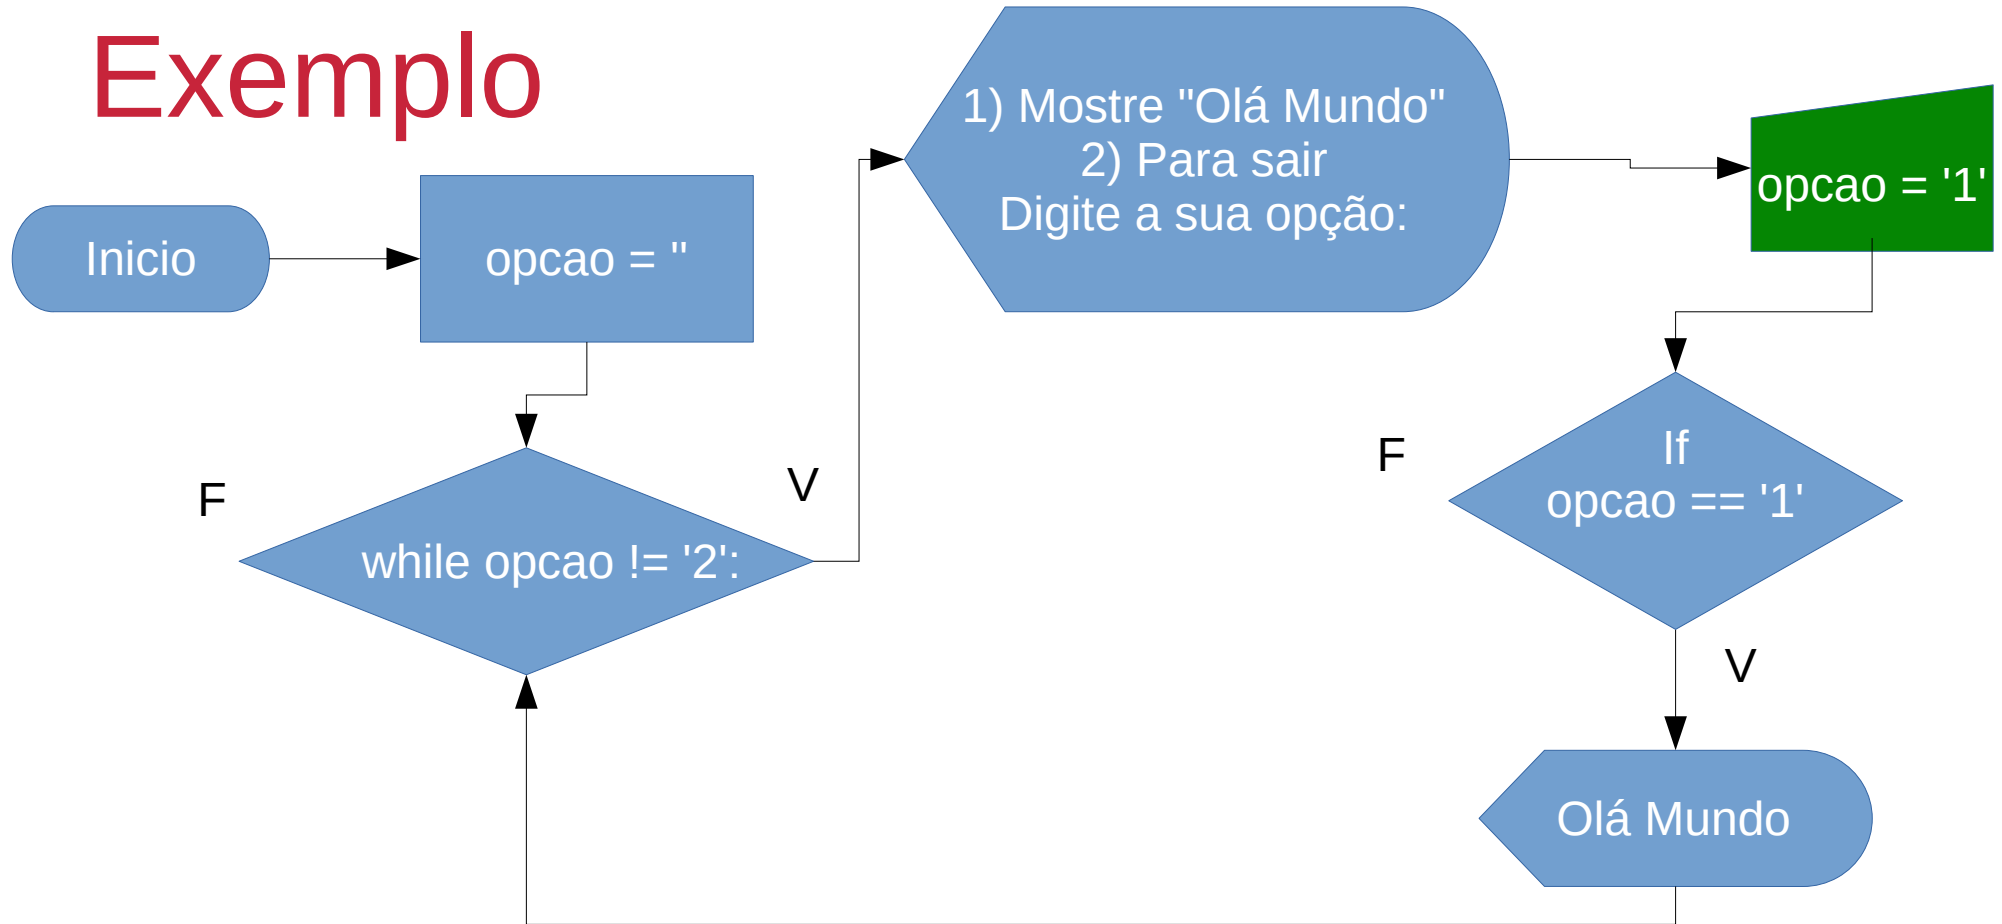 Exemplo
Inicio
opcao = ''
F
while opcao != '2':
V
1) Mostre "Olá Mundo"
2) Para sair
Digite a sua opção:
opcao = '1'
F
If
opcao == '1'
V
Olá Mundo